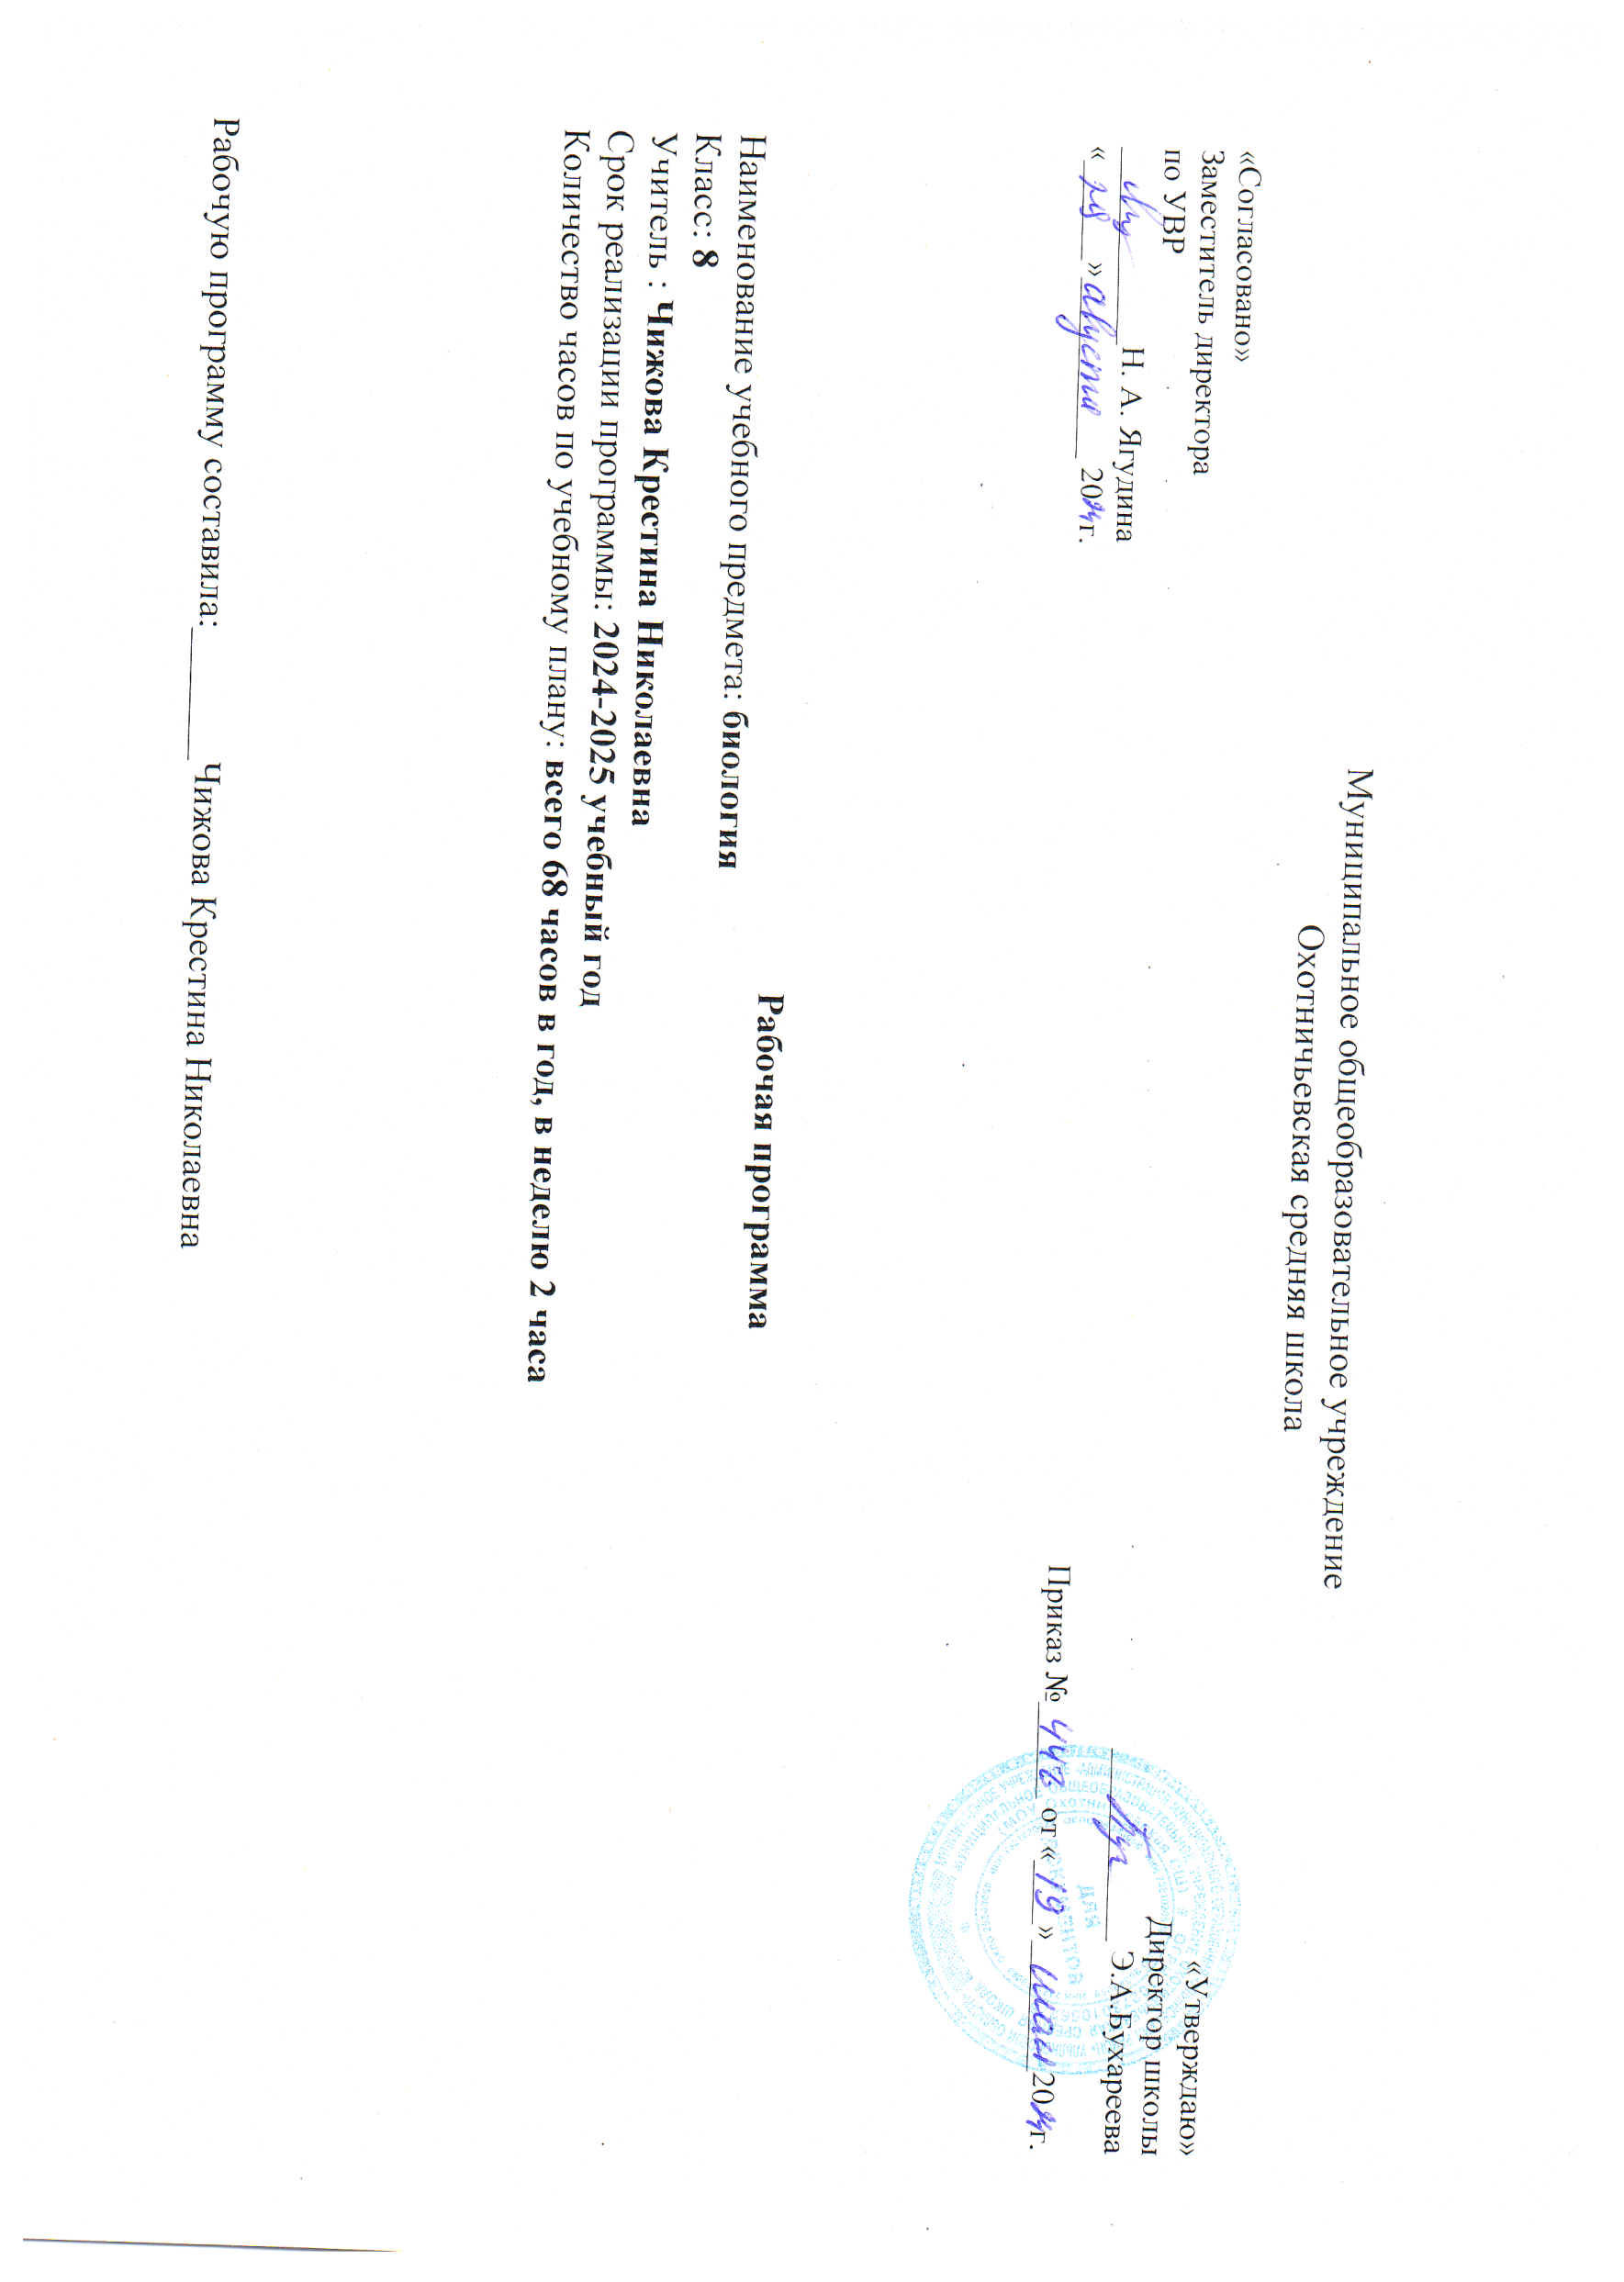 Муниципальное общеобразовательное учреждение
Охотничьевская средняя школа
«Согласовано»
Заместитель директора
по УВР
Н. А. Ягудина
«28» августа 2024г.
«Утверждаю»
Директор школы
Э.А.Бухареева
Приказ № от «19» 2024г.
Рабочая программа
Наименование учебного предмета: биология
Класс: 8
Учитель : Чижова Крестина Николаевна
Срок реализации программы: 2024-2025 учебный год
Количество часов по учебному плану: всего 68 часов в год, в неделю 2 часа
Рабочую программу составила: Чижова Крестина Николаевна
ДЛЯ
ДОКУМЕНТОВ